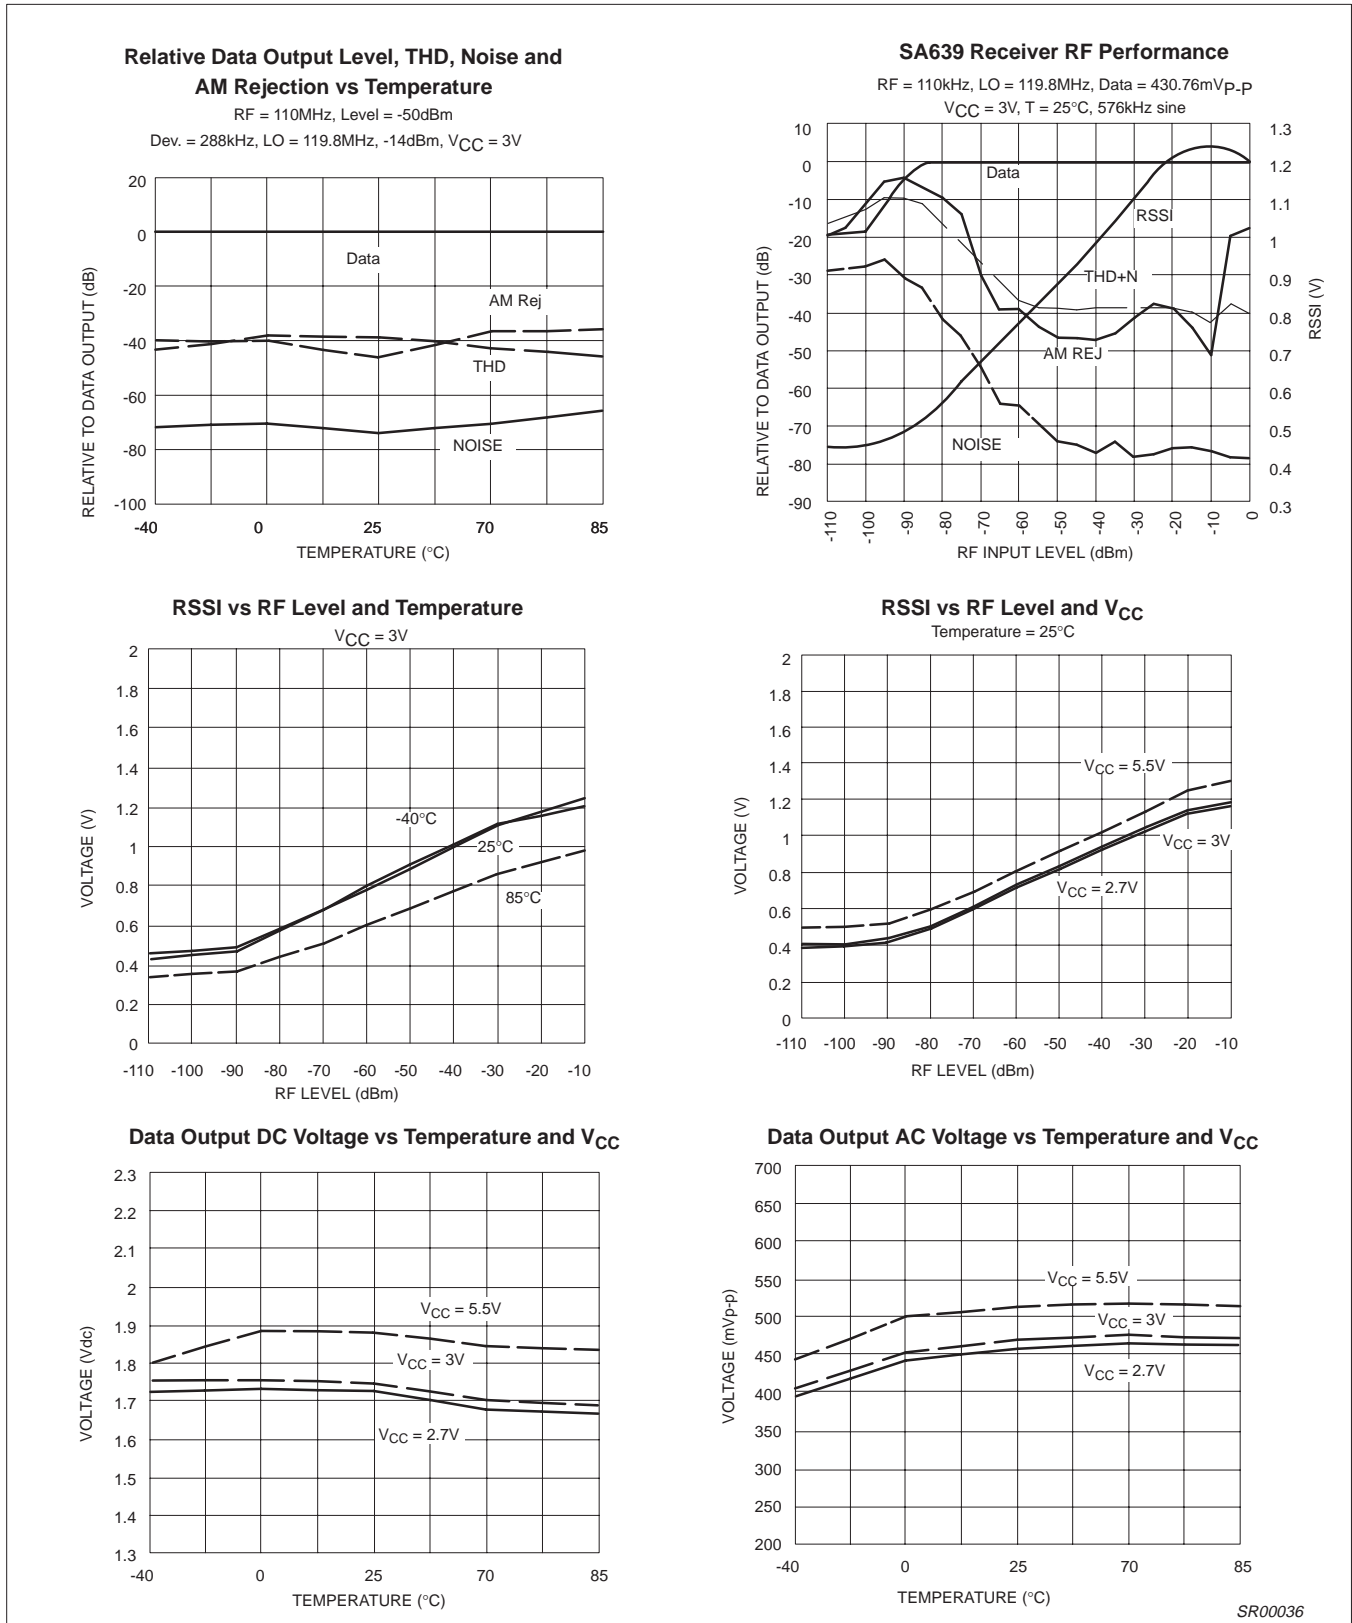 Relative Data Output Level, THD, Noise and
AM Rejection vs Temperature
RF = 110MHz, Level = -50dBm
Dev. = 288kHz, LO = 119.8MHz, -14dBm, VCC = 3V
20
0
-20
-40
-60
-80
-100
RELATIVE TO DATA OUTPUT (dB)
Data
AM Rej
THD
NOISE
-40
0
25
70
85
TEMPERATURE (°C)
SA639 Receiver RF Performance
RF = 110kHz, LO = 119.8MHz, Data = 430.76mVP-P
VCC = 3V, T = 25°C, 576kHz sine
10
0
-10
-20
-30
-40
-50
-60
-70
-80
-90
RELATIVE TO DATA OUTPUT (dB)
Data
RSSI
THD+N
AM REJ
NOISE
1.3
1.2
1.1
1
0.9
0.8
0.7
0.6
0.5
0.4
0.3
RSSI (V)
-110
-100
-90
-80
-70
-60
-50
-40
-30
-20
-10
0
RF INPUT LEVEL (dBm)
RSSI vs RF Level and Temperature
VCC = 3V
2
1.8
1.6
1.4
1.2
1
0.8
0.6
0.4
0.2
0
VOLTAGE (V)
-40°C
25°C
85°C
-110
-100
-90
-80
-70
-60
-50
-40
-30
-20
-10
RF LEVEL (dBm)
RSSI vs RF Level and VCC
Temperature = 25°C
2
1.8
1.6
1.4
1.2
1
0.8
0.6
0.4
0.2
0
VOLTAGE (V)
VCC = 5.5V
VCC = 3V
VCC = 2.7V
-110
-100
-90
-80
-70
-60
-50
-40
-30
-20
-10
RF LEVEL (dBm)
Data Output DC Voltage vs Temperature and VCC
2.3
2.2
2.1
2
1.9
1.8
1.7
1.6
1.5
1.4
1.3
VOLTAGE (Vdc)
VCC = 5.5V
VCC = 3V
VCC = 2.7V
-40
0
25
70
85
TEMPERATURE (°C)
Data Output AC Voltage vs Temperature and VCC
700
650
600
550
500
450
400
350
300
250
200
VOLTAGE (mVp-p)
VCC = 5.5V
VCC = 3V
VCC = 2.7V
-40
0
25
70
85
TEMPERATURE (°C)
SR00036